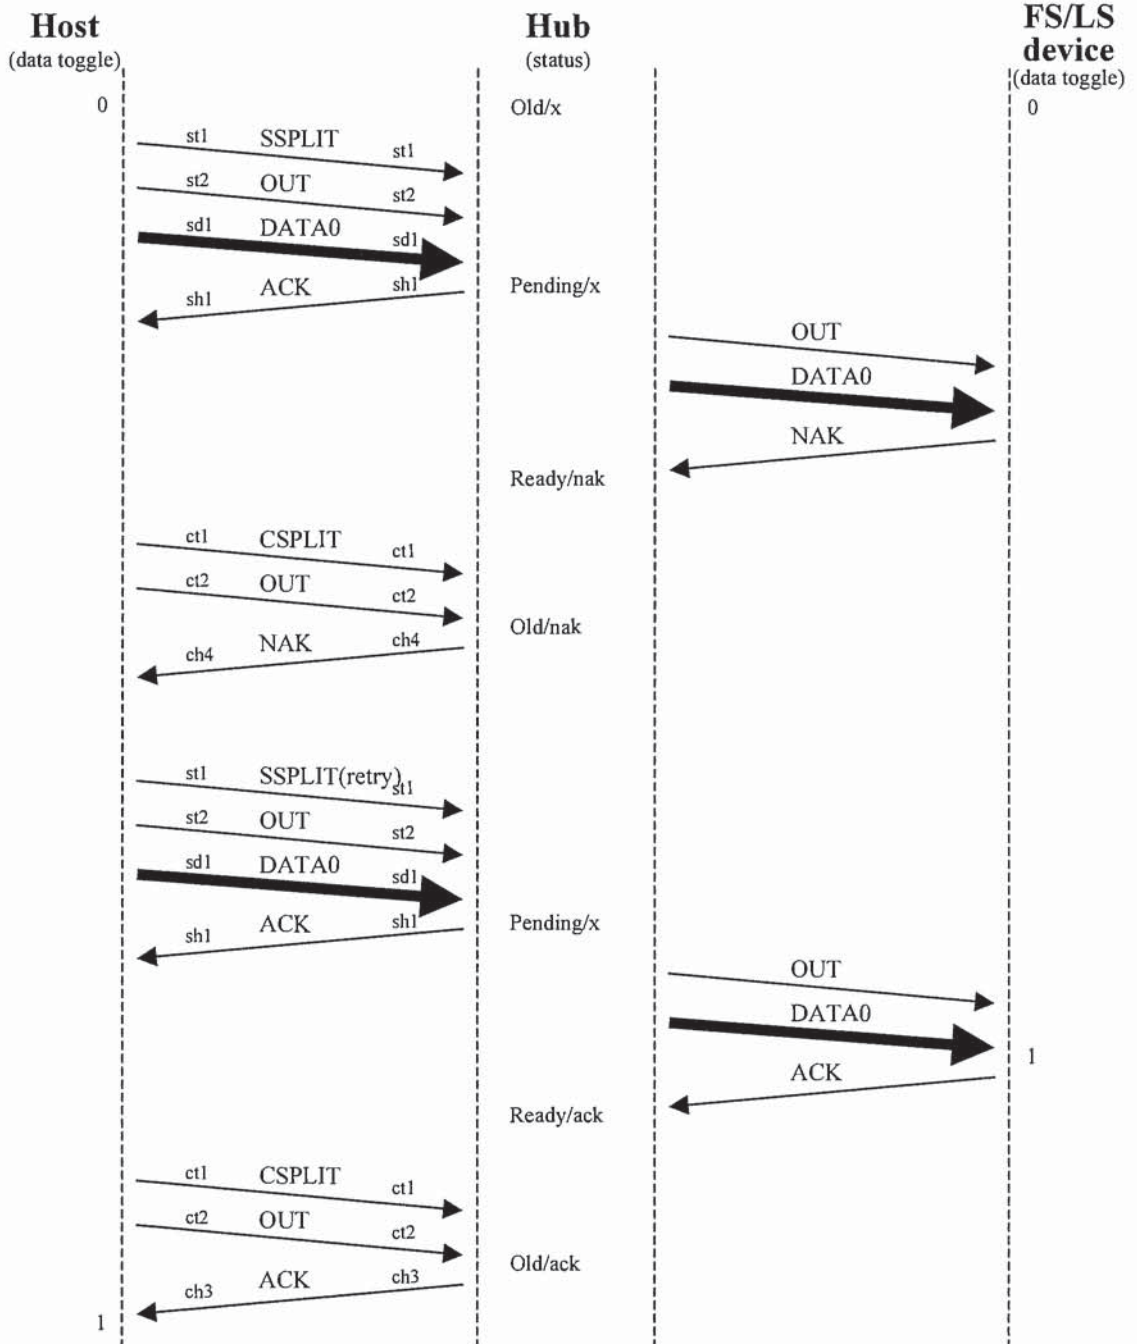 Host
(data toggle)
Hub
(status)
FS/LS
device
(data toggle)
0
Old/x
0
st1 SSPLIT st1
st2 OUT st2
sd1 DATA0 sd1
sh1 ACK sh1
Pending/x
OUT
DATA0
NAK
Ready/nak
ct1 CSPLIT ct1
ct2 OUT ct2
Old/nak
ch4 NAK ch4
st1 SSPLIT(retry) st1
st2 OUT st2
sd1 DATA0 sd1
sh1 ACK sh1
Pending/x
OUT
DATA0
1
ACK
Ready/ack
ct1 CSPLIT ct1
ct2 OUT ct2
Old/ack
ch3 ACK ch3
1